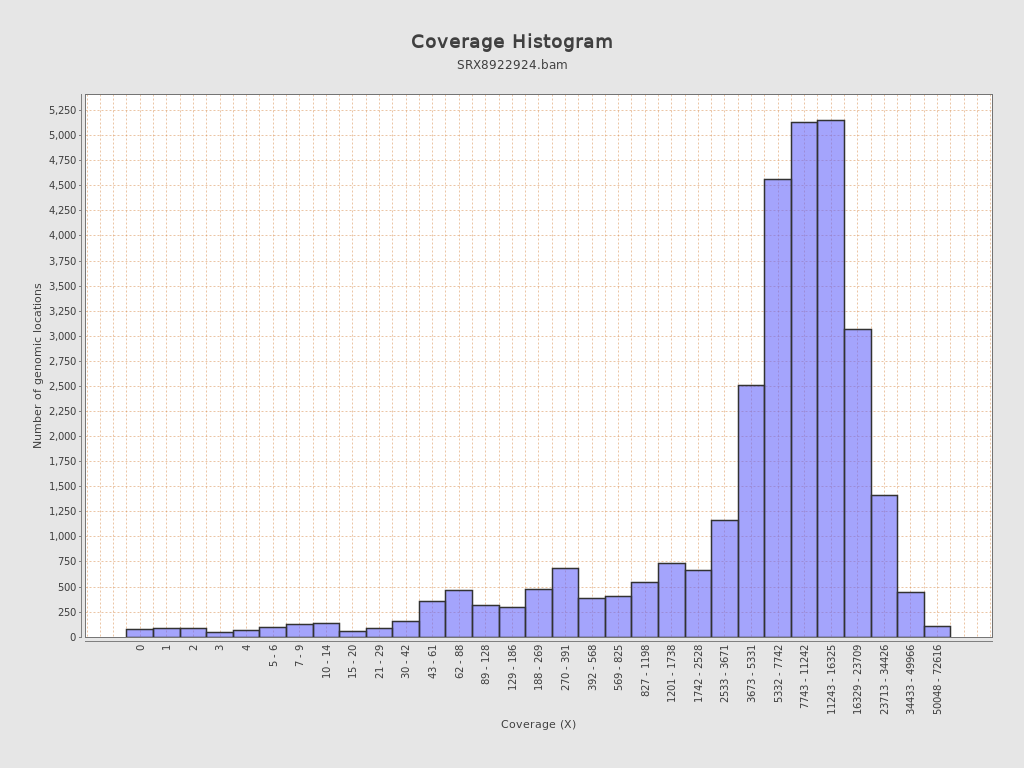 Coverage Histogram
SRX8922924.bam
Number of genomic locations
5,250
5,000
4,750
4,500
4,250
4,000
3,750
3,500
3,250
3,000
2,750
2,500
2,250
2,000
1,750
1,500
1,250
1,000
750
500
250
0
0
1
2
3
4
5 - 6
7 - 9
10 - 14
15 - 20
21 - 29
30 - 42
43 - 61
62 - 88
89 - 128
129 - 186
188 - 269
270 - 391
392 - 568
569 - 825
827 - 1198
1201 - 1738
1742 - 2528
2533 - 3671
3673 - 5331
5332 - 7742
7743 - 11242
11243 - 16325
16329 - 23709
23713 - 34426
34433 - 49966
50048 - 72616
Coverage (X)